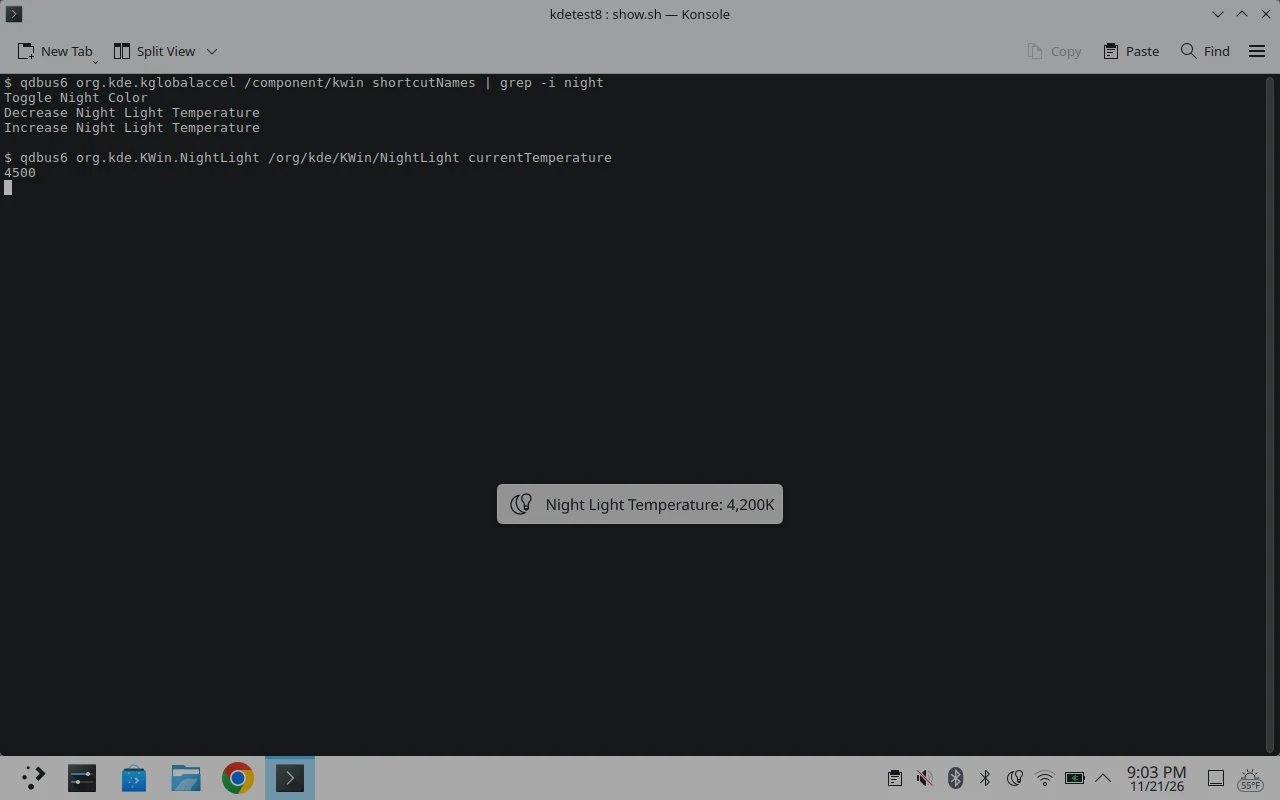 kdetest8 : show.sh — Konsole
New Tab
Split View
Copy
Paste
Find
$ qdbus6 org.kde.kglobalaccel /component/kwin shortcutNames | grep -i night
Toggle Night Color
Decrease Night Light Temperature
Increase Night Light Temperature
$ qdbus6 org.kde.KWin.NightLight /org/kde/KWin/NightLight currentTemperature
4500
Night Light Temperature: 4,200K
9:03 PM
11/21/26
55°F